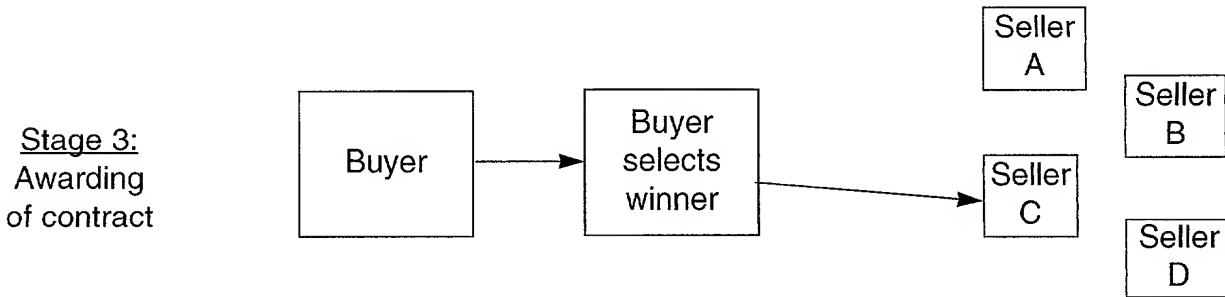 Stage 3:
Awarding
of contract
Buyer
Buyer
selects
winner
Seller
A
Seller
B
Seller
C
Seller
D